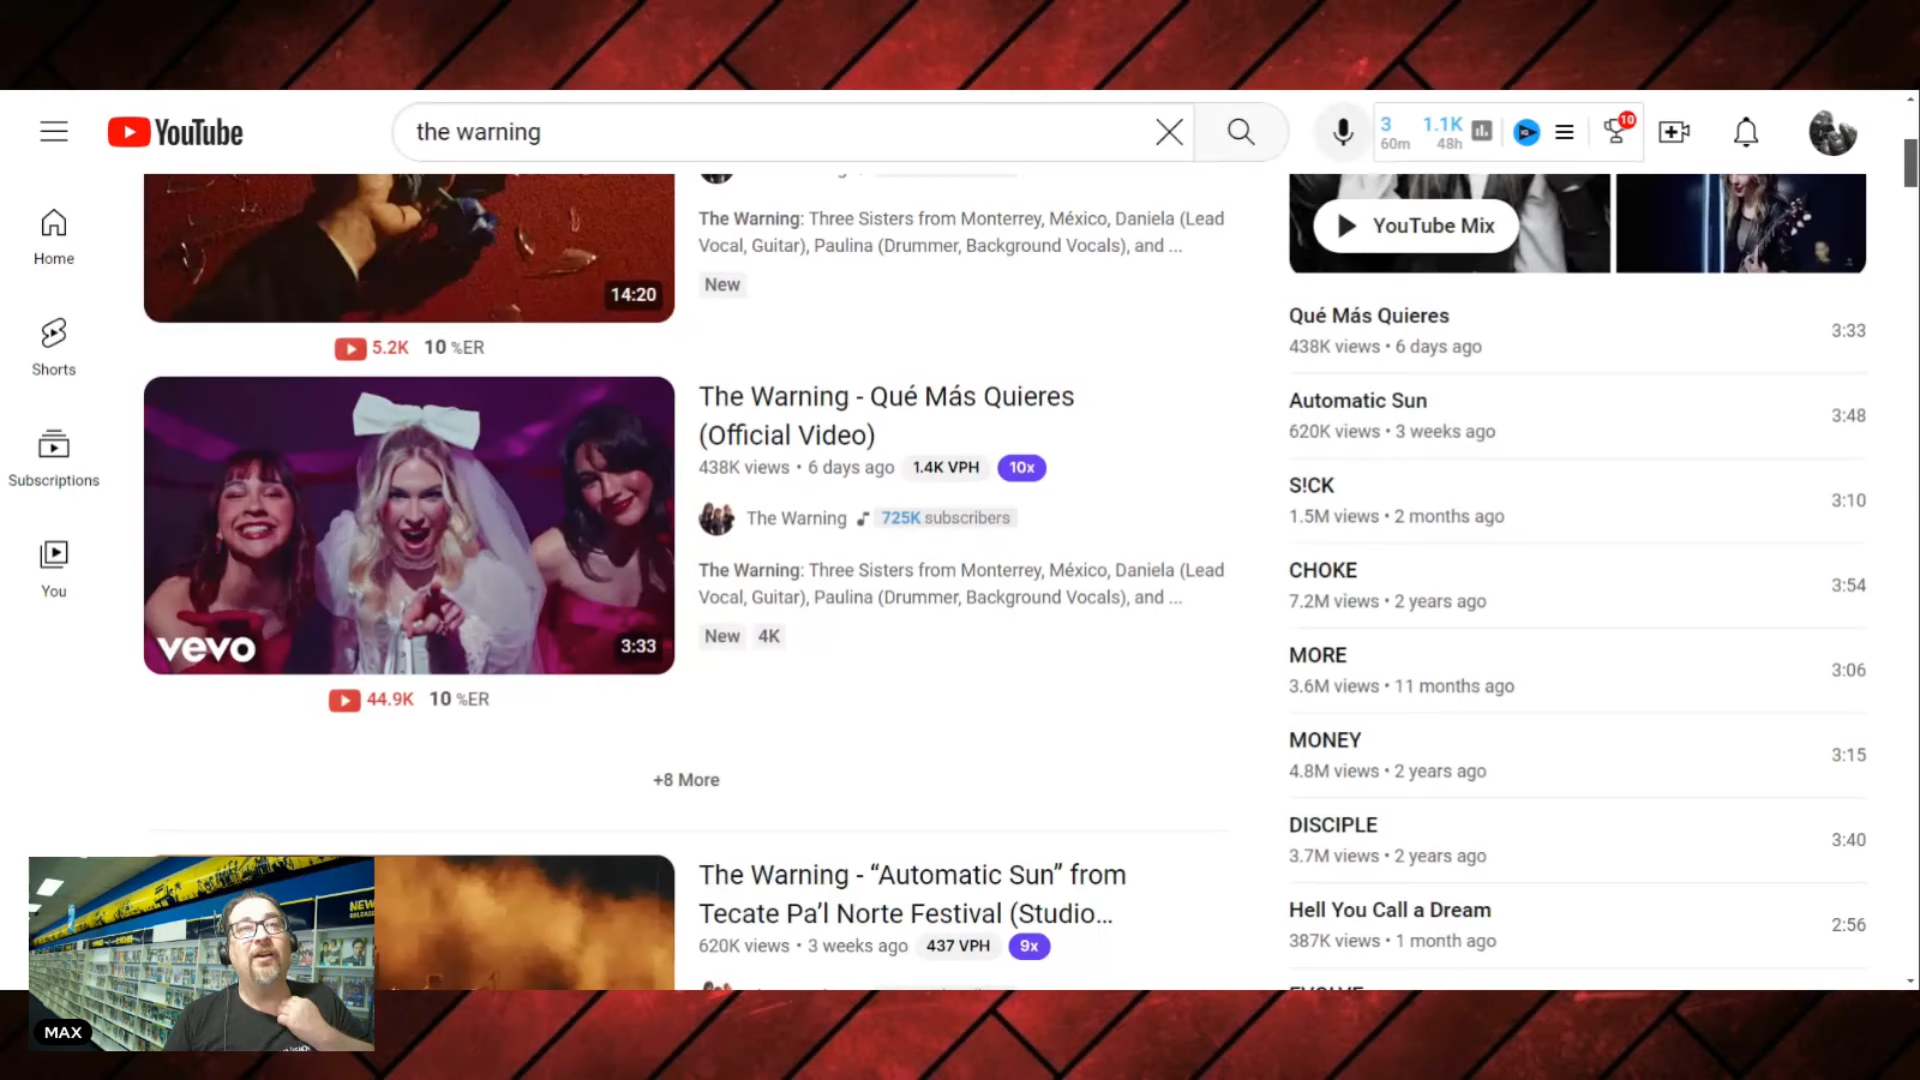 YouTube
the warning
3
60m
1.1K
48h
10
Home
Shorts
Subscriptions
You
14:20
The Warning: Three Sisters from Monterrey, México, Daniela (Lead
Vocal, Guitar), Paulina (Drummer, Background Vocals), and ...
New
5.2K 10 %ER
vevo
3:33
The Warning - Qué Más Quieres
(Official Video)
438K views • 6 days ago 1.4K VPH 10x
The Warning 725K subscribers
The Warning: Three Sisters from Monterrey, México, Daniela (Lead
Vocal, Guitar), Paulina (Drummer, Background Vocals), and ...
New 4K
44.9K 10 %ER
+8 More
The Warning - “Automatic Sun” from
Tecate Pa’l Norte Festival (Studio...
620K views • 3 weeks ago 437 VPH 9x
YouTube Mix
Qué Más Quieres
438K views • 6 days ago
3:33
Automatic Sun
620K views • 3 weeks ago
3:48
S!CK
1.5M views • 2 months ago
3:10
CHOKE
7.2M views • 2 years ago
3:54
MORE
3.6M views • 11 months ago
3:06
MONEY
4.8M views • 2 years ago
3:15
DISCIPLE
3.7M views • 2 years ago
3:40
Hell You Call a Dream
387K views • 1 month ago
2:56
NEW
MAX